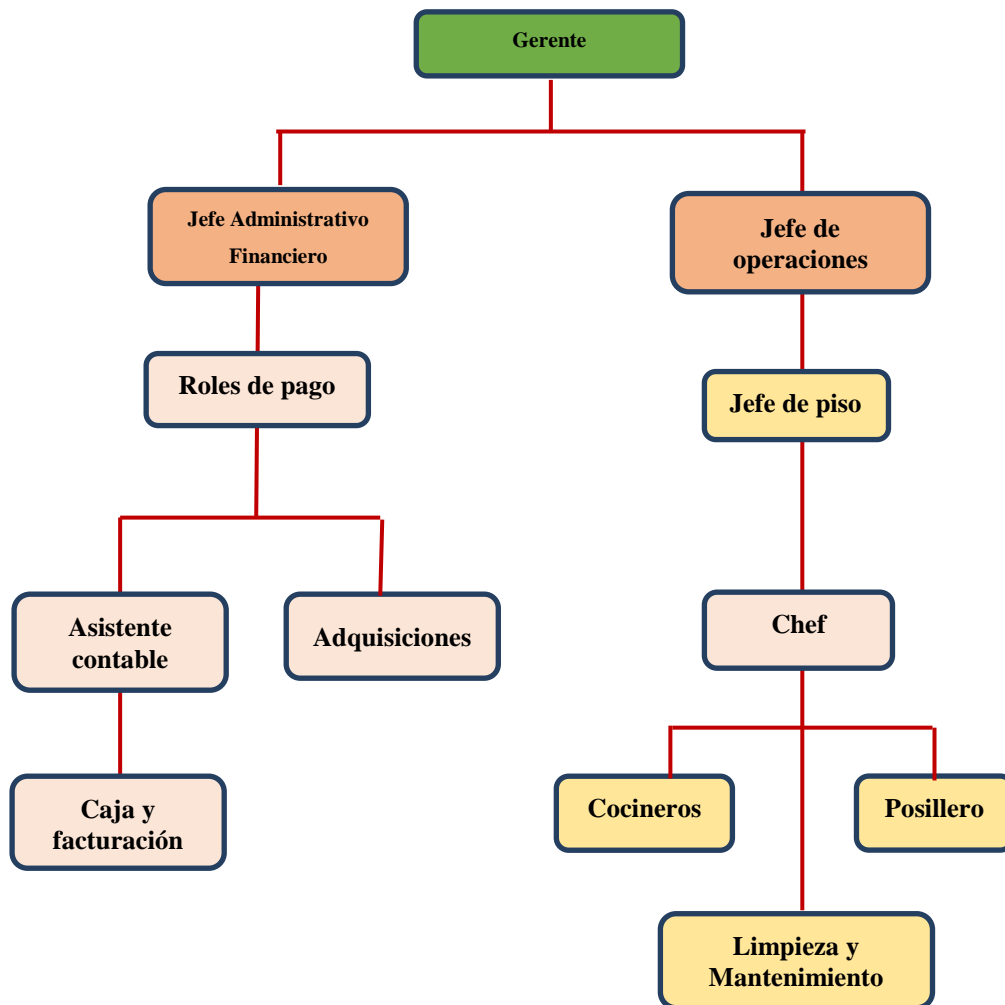 Gerente
Jefe Administrativo
Financiero
Jefe de
operaciones
Roles de pago
Jefe de piso
Asistente
contable
Adquisiciones
Chef
Caja y
facturación
Cocineros
Posillero
Limpieza y
Mantenimiento